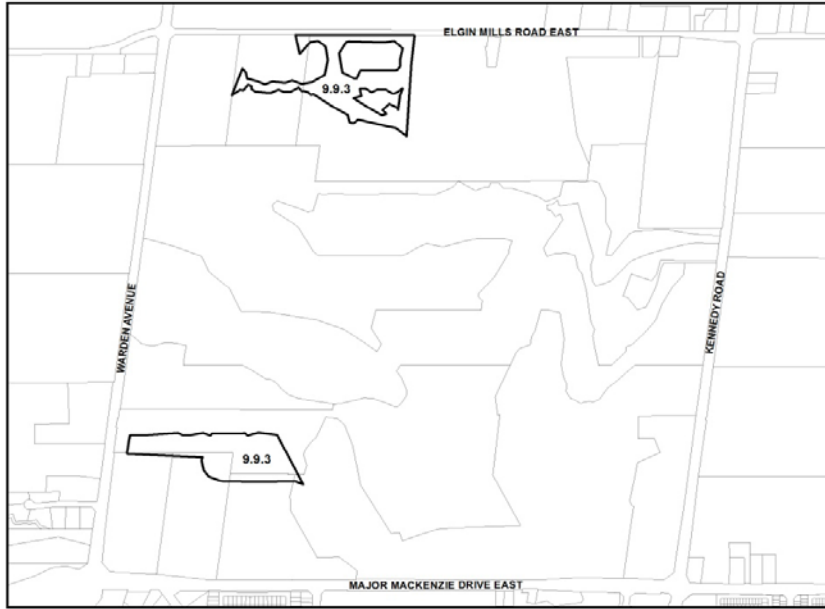 ELGIN MILLS ROAD EAST
9.9.3
WARDEN AVENUE
KENNEDY ROAD
9.9.3
MAJOR MACKENZIE DRIVE EAST